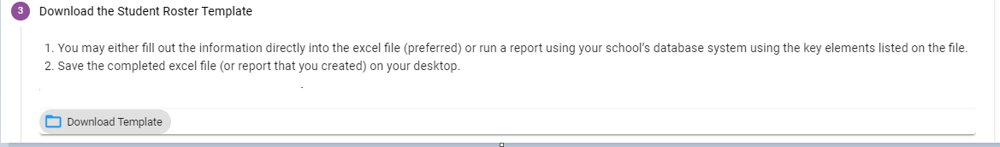 3 Download the Student Roster Template
1. You may either fill out the information directly into the excel file (preferred) or run a report using your school’s database system using the key elements listed on the file.
2. Save the completed excel file (or report that you created) on your desktop.
Download Template